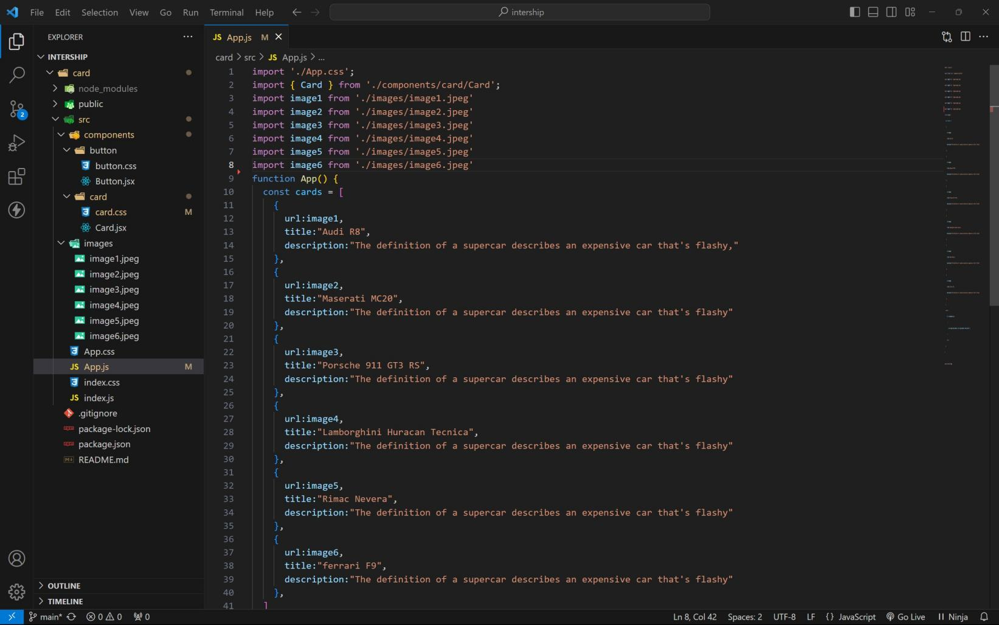 File Edit Selection View Go Run Terminal Help
intership
EXPLORER
INTERSHIP
card
node_modules
public
src
components
button
button.css
Button.jsx
card
card.css M
Card.jsx
images
image1.jpeg
image2.jpeg
image3.jpeg
image4.jpeg
image5.jpeg
image6.jpeg
App.css
JS App.js M
index.css
JS index.js
.gitignore
package-lock.json
package.json
README.md
OUTLINE
TIMELINE
2
JS App.js M
card > src > JS App.js > ...
1 import './App.css';
2 import { Card } from './components/card/Card';
3 import image1 from './images/image1.jpeg'
4 import image2 from './images/image2.jpeg'
5 import image3 from './images/image3.jpeg'
6 import image4 from './images/image4.jpeg'
7 import image5 from './images/image5.jpeg'
8 import image6 from './images/image6.jpeg'
9 function App() {
10 const cards = [
11 {
12 url:image1,
13 title:"Audi R8",
14 description:"The definition of a supercar describes an expensive car that's flashy,"
15 },
16 {
17 url:image2,
18 title:"Maserati MC20",
19 description:"The definition of a supercar describes an expensive car that's flashy"
20 },
21 {
22 url:image3,
23 title:"Porsche 911 GT3 RS",
24 description:"The definition of a supercar describes an expensive car that's flashy"
25 },
26 {
27 url:image4,
28 title:"Lamborghini Huracan Tecnica",
29 description:"The definition of a supercar describes an expensive car that's flashy"
30 },
31 {
32 url:image5,
33 title:"Rimac Nevera",
34 description:"The definition of a supercar describes an expensive car that's flashy"
35 },
36 {
37 url:image6,
38 title:"ferrari F9",
39 description:"The definition of a supercar describes an expensive car that's flashy"
40 },
41 ]
main* 0 0 0 Ln 8, Col 42 Spaces: 2 UTF-8 LF {} JavaScript Go Live Ninja